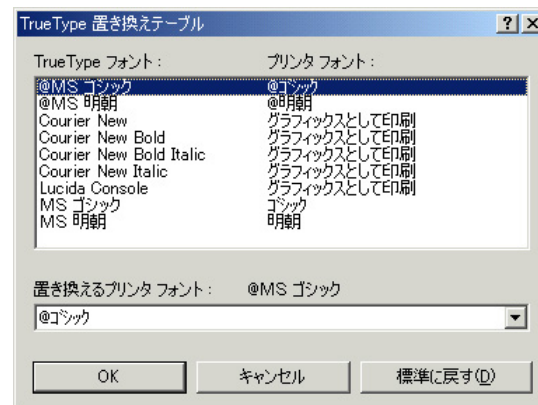 TrueType 置き換えテーブル
TrueType フォント： プリンタ フォント：
@MS ゴシック @ｺﾞｼｯｸ
@MS 明朝 @明朝
Courier New グラフィックスとして印刷
Courier New Bold グラフィックスとして印刷
Courier New Bold Italic グラフィックスとして印刷
Courier New Italic グラフィックスとして印刷
Lucida Console グラフィックスとして印刷
MS ゴシック ｺﾞｼｯｸ
MS 明朝 明朝
置き換えるプリンタ フォント： @MS ゴシック
@ｺﾞｼｯｸ
OK キャンセル 標準に戻す(D)